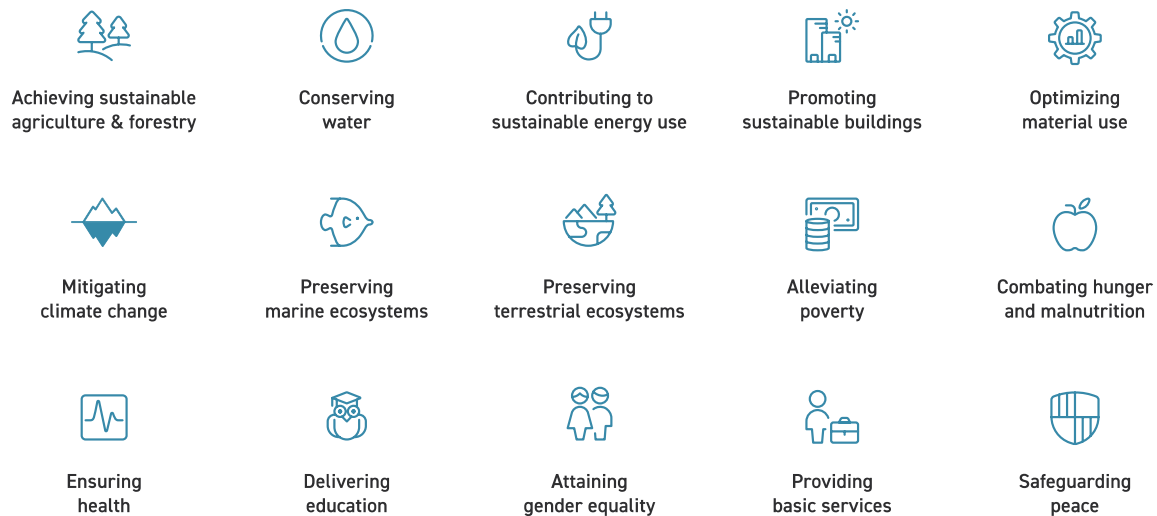 Achieving sustainable
agriculture & forestry
Conserving
water
Contributing to
sustainable energy use
Promoting
sustainable buildings
Optimizing
material use
Mitigating
climate change
Preserving
marine ecosystems
Preserving
terrestrial ecosystems
Alleviating
poverty
Combating hunger
and malnutrition
Ensuring
health
Delivering
education
Attaining
gender equality
Providing
basic services
Safeguarding
peace